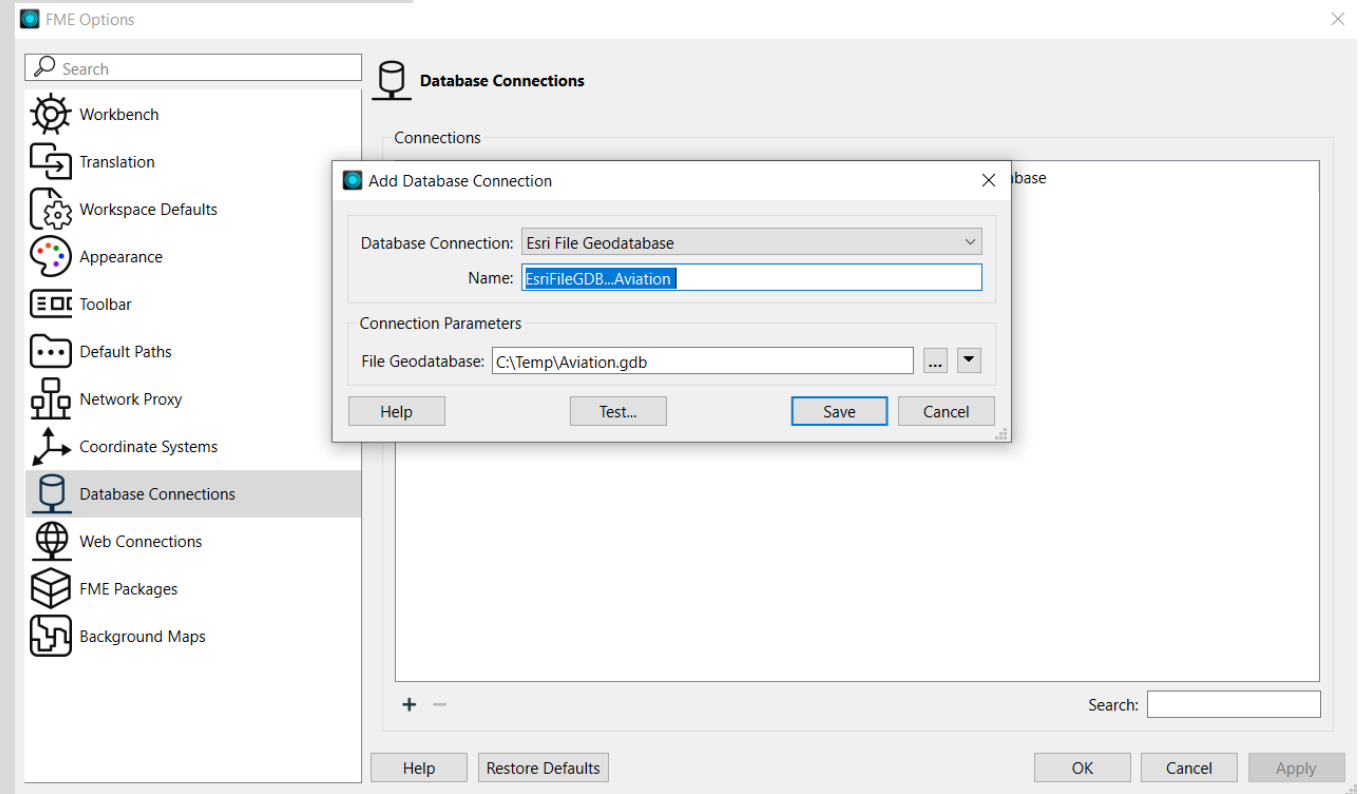 FME Options
Search
Workbench
Translation
Workspace Defaults
Appearance
Toolbar
Default Paths
Network Proxy
Coordinate Systems
Database Connections
Web Connections
FME Packages
Background Maps
Database Connections
Connections
Add Database Connection
Database Connection: Esri File Geodatabase
Name: EsriFileGDB...Aviation
Connection Parameters
File Geodatabase: C:\Temp\Aviation.gdb ...
Help Test... Save Cancel
Search:
Help Restore Defaults OK Cancel Apply